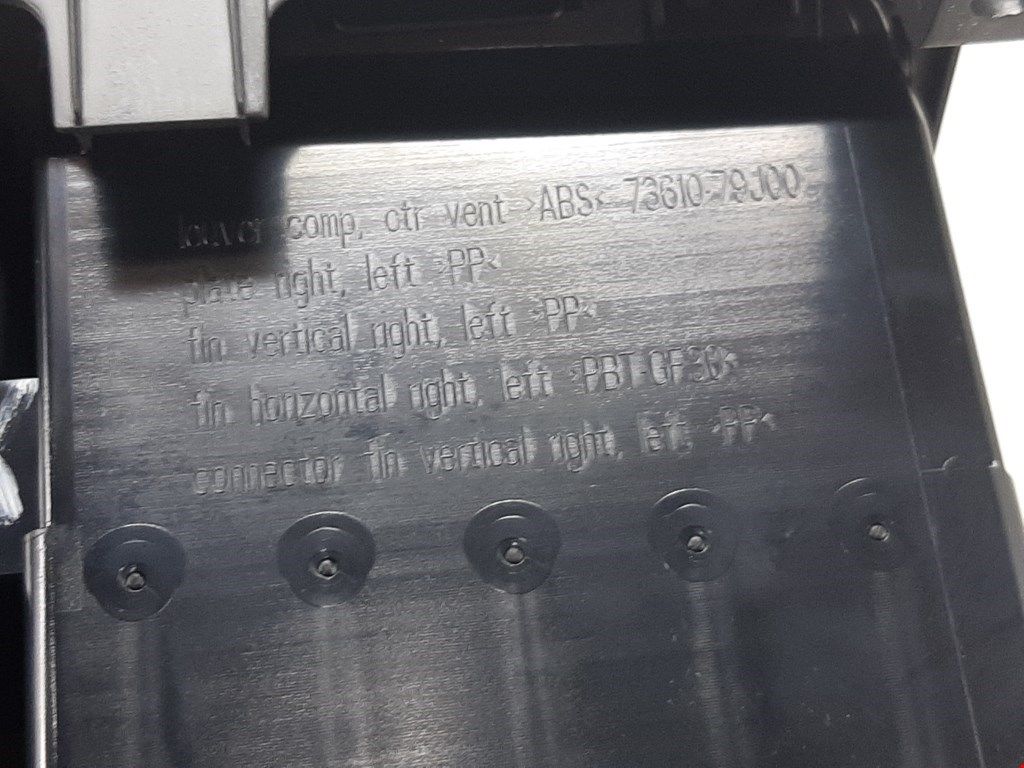 louver comp, ctr vent >ABS< 73610-79J00
plate right, left >PP<
fin vertical right, left >PP<
fin horizontal right, left >PBT-GF30<
connector fin vertical right, left >PP<